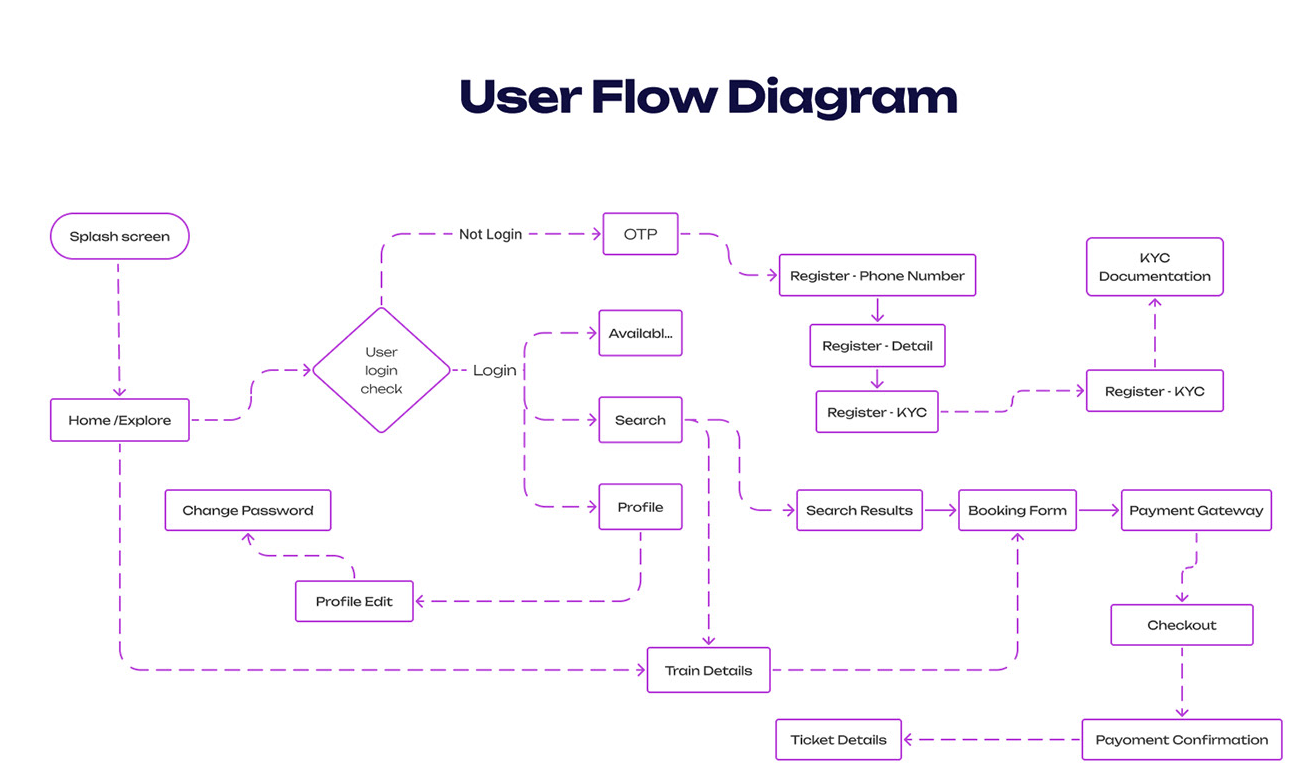 User Flow Diagram
Splash screen
Not Login
OTP
KYC
Documentation
Register - Phone Number
Availabl...
Register - Detail
User
login
check
Login
Register - KYC
Register - KYC
Home /Explore
Search
Change Password
Profile
Search Results
Booking Form
Payment Gateway
Profile Edit
Checkout
Train Details
Ticket Details
Payoment Confirmation